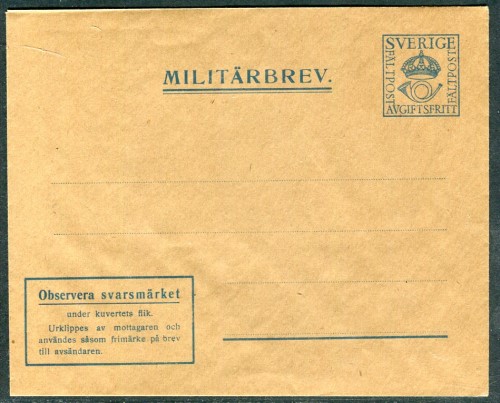 SVERIGE
FÄLTPOST
FÄLTPOST
AVGIFTSFRITT
MILITÄRBREV.
Observera svarsmärket
under kuvertets flik.
Urklippes av mottagaren och
användes såsom frimärke på brev
till avsändaren.